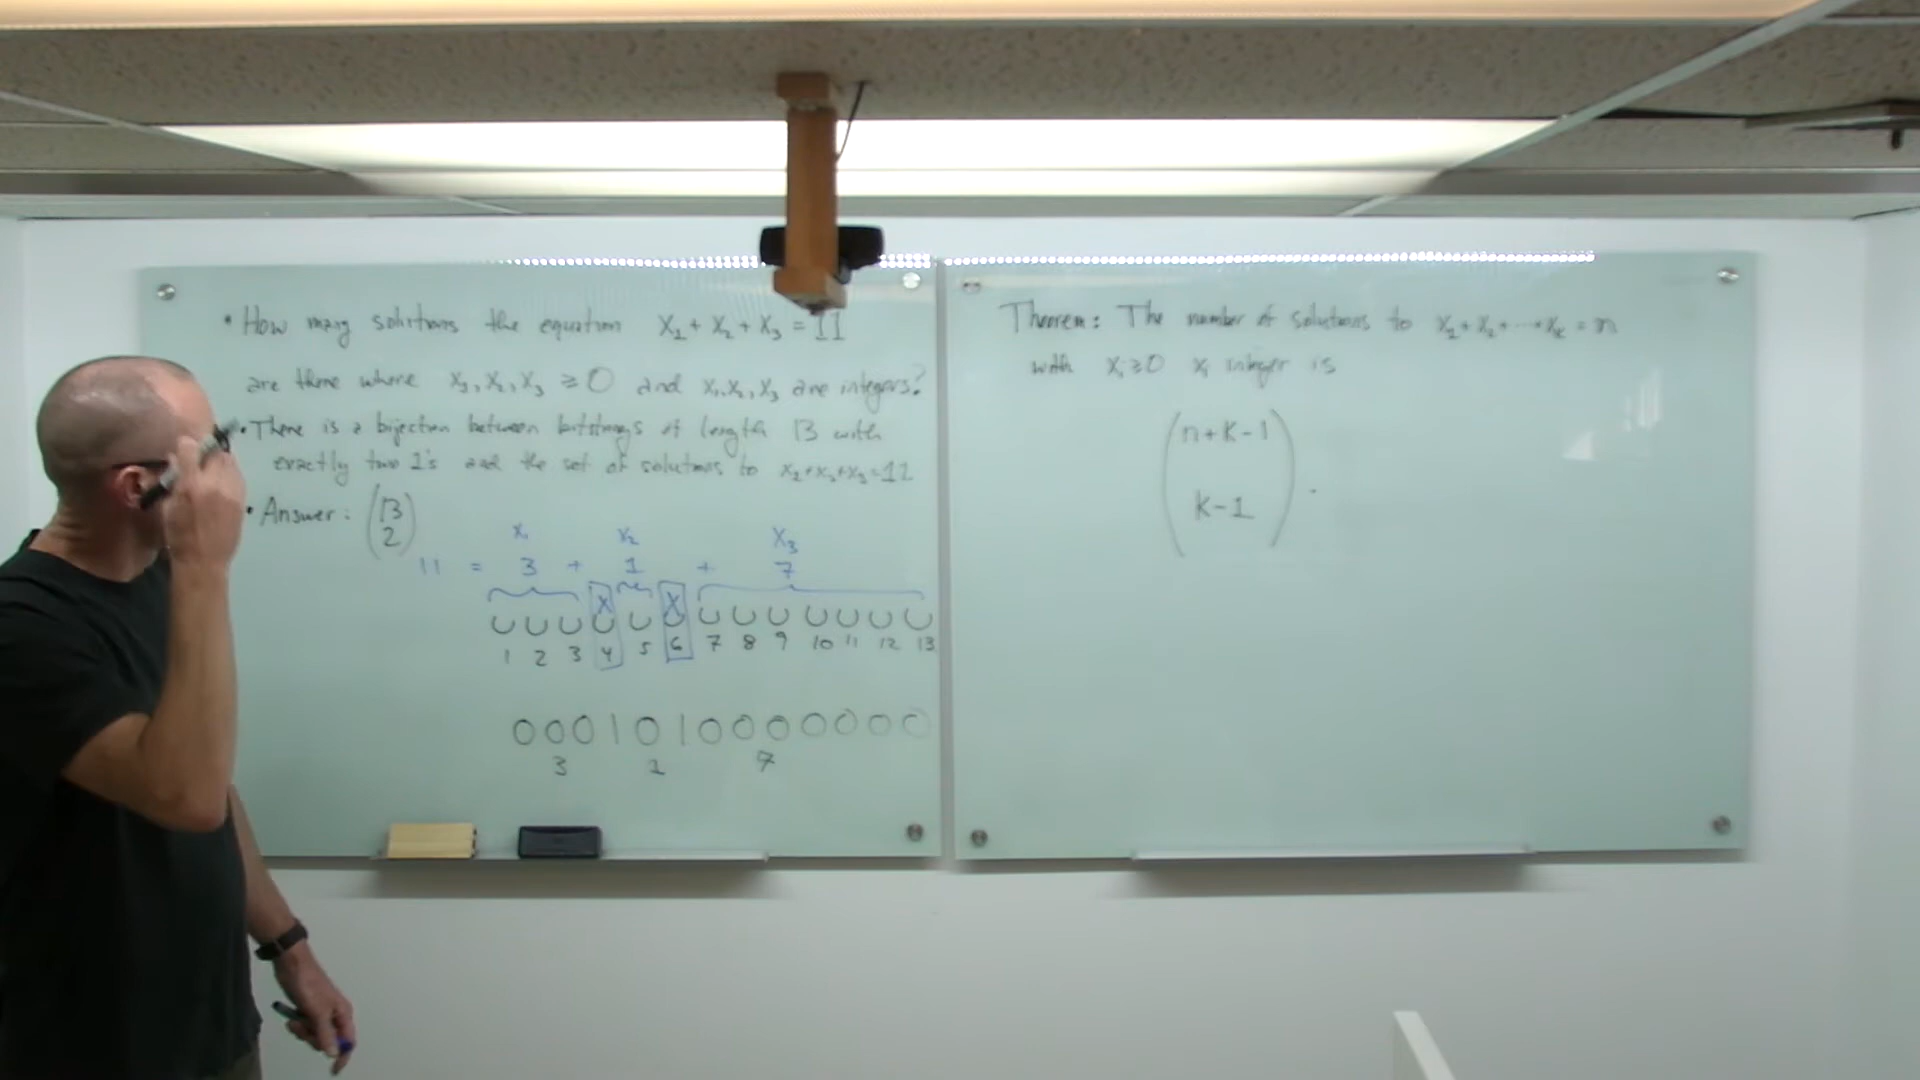 • How many solutions the equation x₁ + x₂ + x₃ = 11
are there where x₁, x₂, x₃ ≥ 0 and x₁, x₂, x₃ are integers?
• There is a bijection between bitstrings of length 13 with
exactly two 1's and the set of solutions to x₁+x₂+x₃=11
• Answer: (13 2)
x₁ x₂ x₃
11 = 3 + 1 + 7
X X
1 2 3 4 5 6 7 8 9 10 11 12 13
0 0 0 1 0 1 0 0 0 0 0 0 0
3 1 7
Theorem: The number of solutions to x₁+x₂+⋯+xₖ = n
with xᵢ≥0 xᵢ integer is
(n+k-1
k-1).